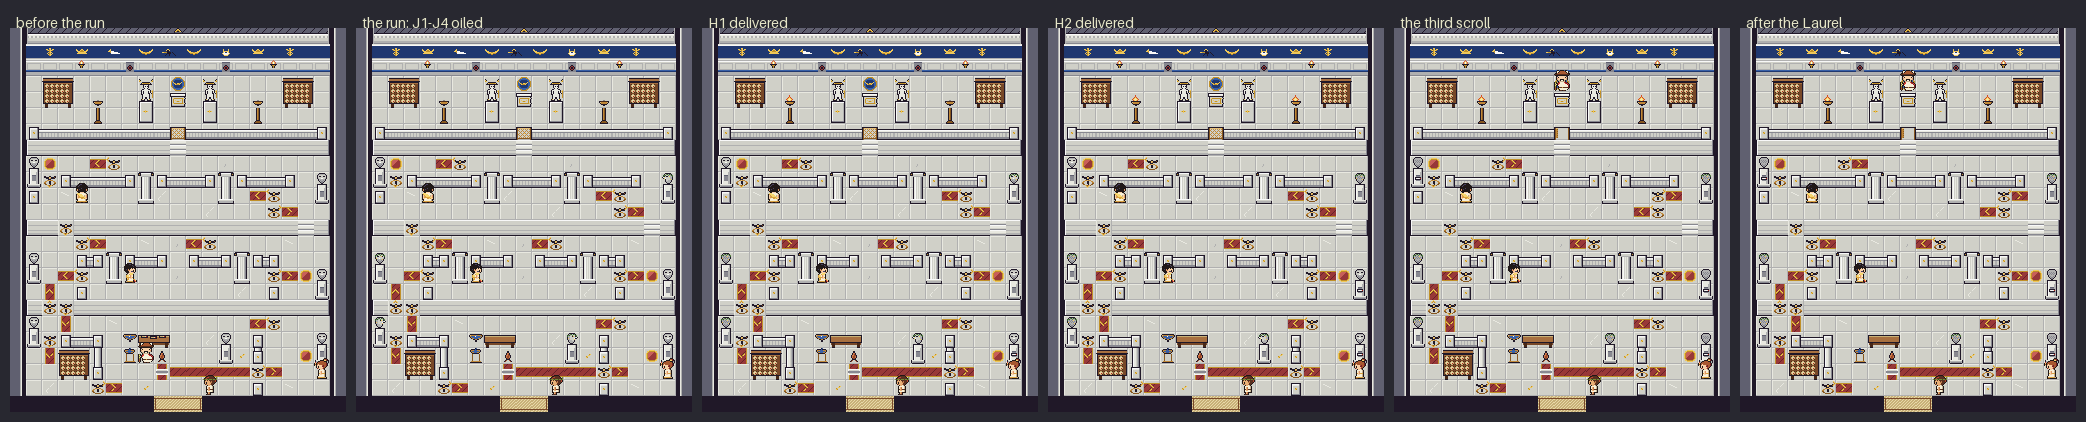 before the run
the run: J1-J4 oiled
H1 delivered
H2 delivered
the third scroll
after the Laurel